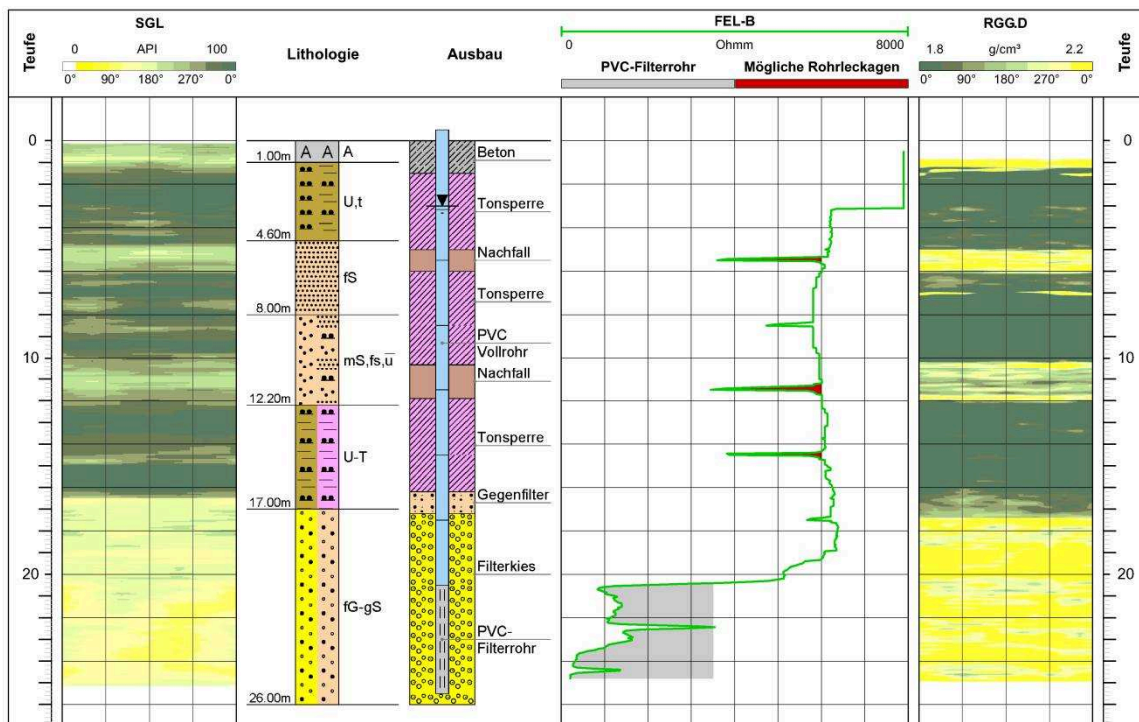 Teufe
SGL
0 API 100
0° 90° 180° 270° 0°
Lithologie
Ausbau
FEL-B
0 Ohmm 8000
PVC-Filterrohr
Mögliche Rohrleckagen
RGG.D
1.8 g/cm³ 2.2
0° 90° 180° 270° 0°
Teufe
0
10
20
A A A
1.00m
U,t
4.60m
fS
8.00m
mS,fs,ū
12.20m
U-T
17.00m
fG-gS
26.00m
Beton
Tonsperre
Nachfall
Tonsperre
PVC
Vollrohr
Nachfall
Tonsperre
Gegenfilter
Filterkies
PVC-
Filterrohr
0
10
20